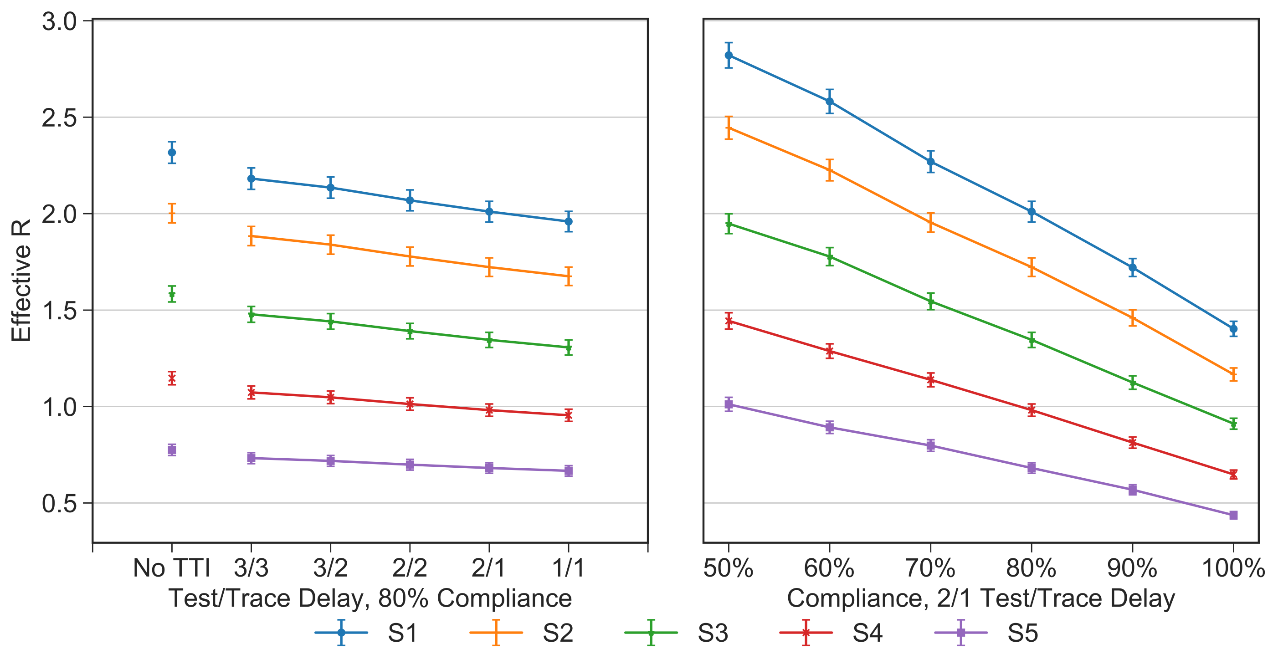 3.0
2.5
2.0
1.5
1.0
0.5
Effective R
No TTI 3/3 3/2 2/2 2/1 1/1
Test/Trace Delay, 80% Compliance
50% 60% 70% 80% 90% 100%
Compliance, 2/1 Test/Trace Delay
S1 S2 S3 S4 S5